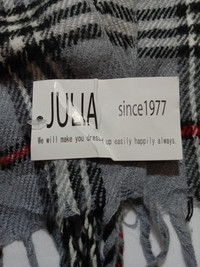 JULIA since1977
We will make you dress up easily happily always.